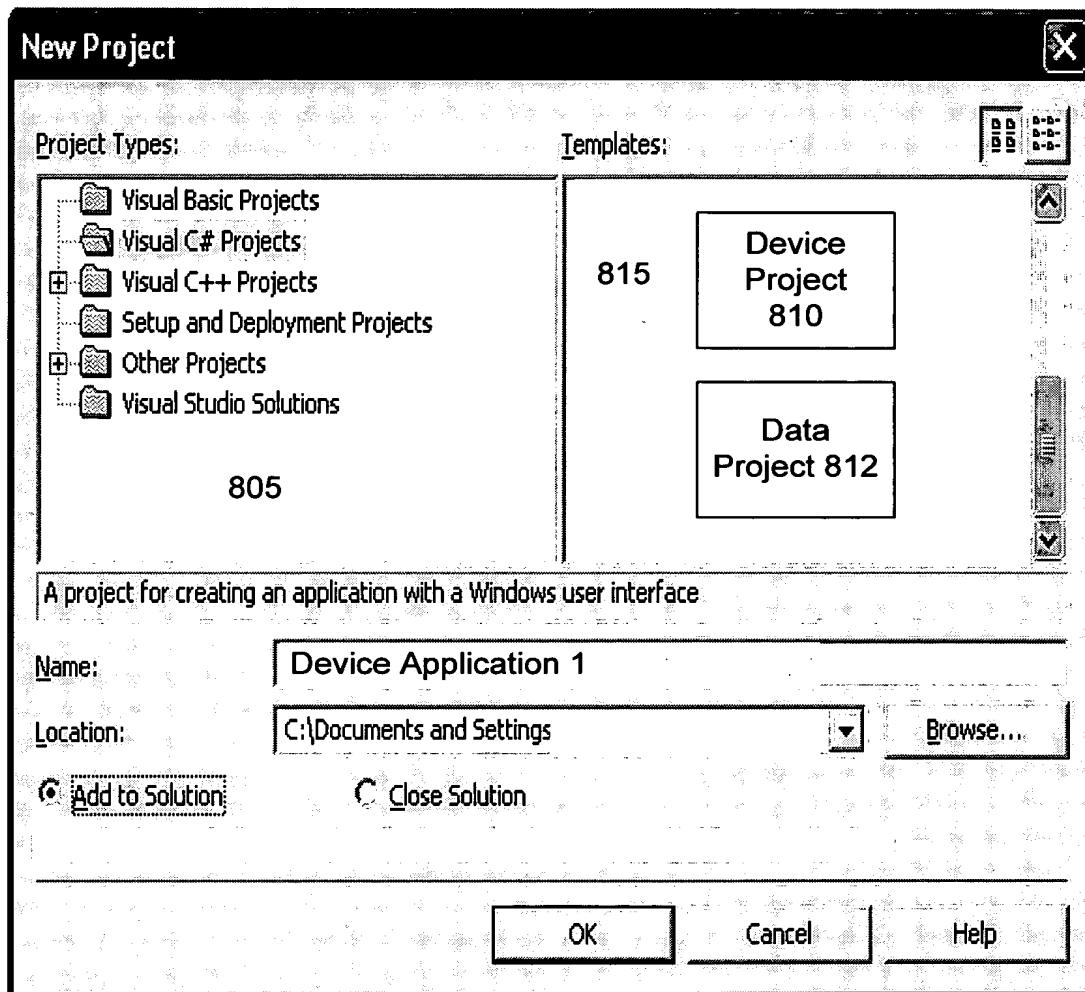 New Project
Project Types:
Templates:
Visual Basic Projects
Visual C# Projects
Visual C++ Projects
Setup and Deployment Projects
Other Projects
Visual Studio Solutions
805
815
Device
Project
810
Data
Project 812
A project for creating an application with a Windows user interface
Name:
Device Application 1
Location:
C:\Documents and Settings
Browse...
Add to Solution
Close Solution
OK
Cancel
Help